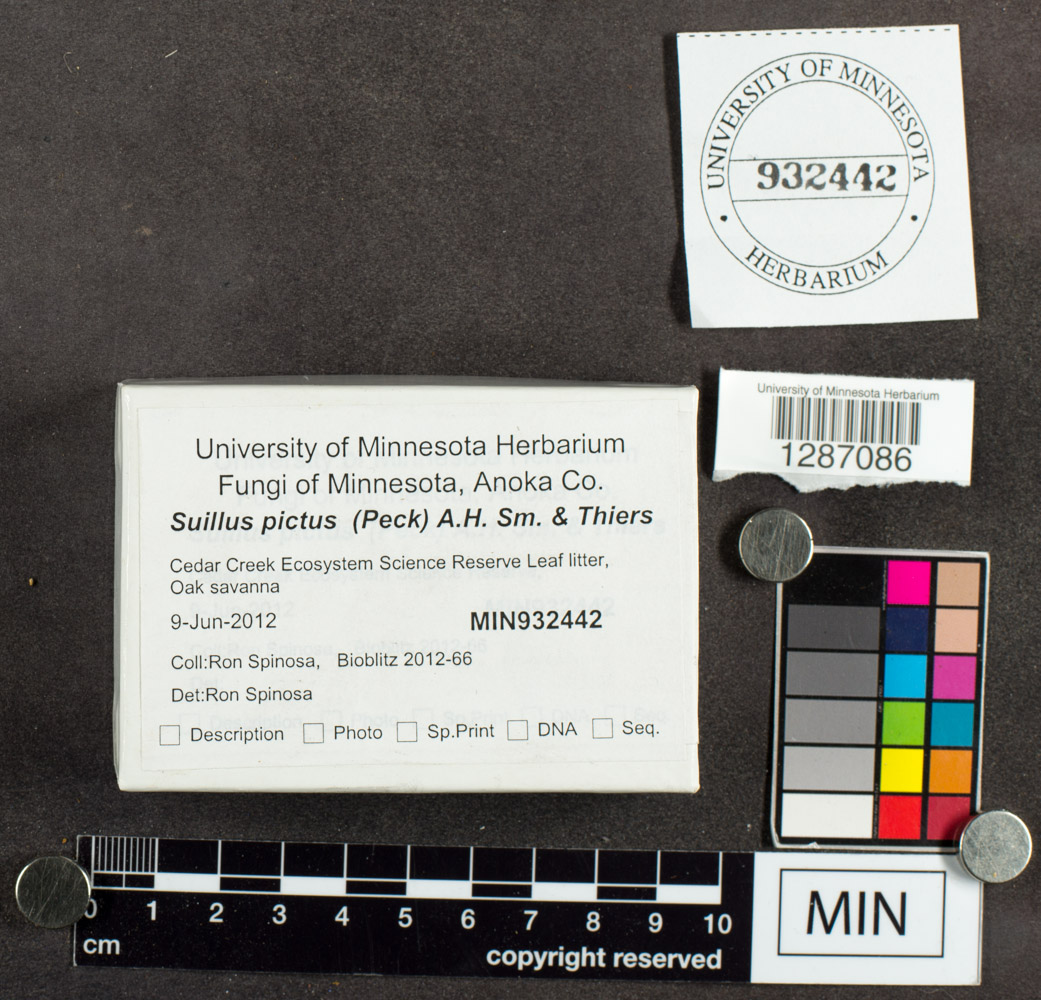 UNIVERSITY OF MINNESOTA
932442
HERBARIUM
University of Minnesota Herbarium
1287086
University of Minnesota Herbarium
Fungi of Minnesota, Anoka Co.
Suillus pictus (Peck) A.H. Sm. & Thiers
Cedar Creek Ecosystem Science Reserve Leaf litter,
Oak savanna
9-Jun-2012 MIN932442
Coll:Ron Spinosa, Bioblitz 2012-66
Det:Ron Spinosa
Description Photo Sp.Print DNA Seq.
0 1 2 3 4 5 6 7 8 9 10
cm copyright reserved
MIN